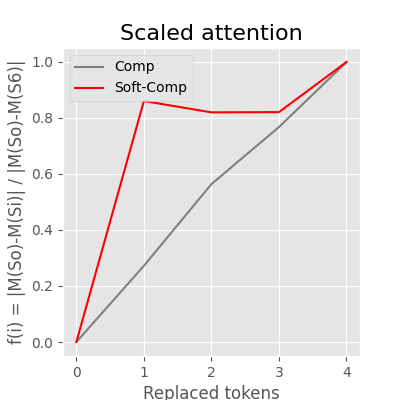 Scaled attention
Comp
Soft-Comp
f(i) = |M(So)-M(Si)| / |M(So)-M(S6)|
1.0
0.8
0.6
0.4
0.2
0.0
0 1 2 3 4
Replaced tokens